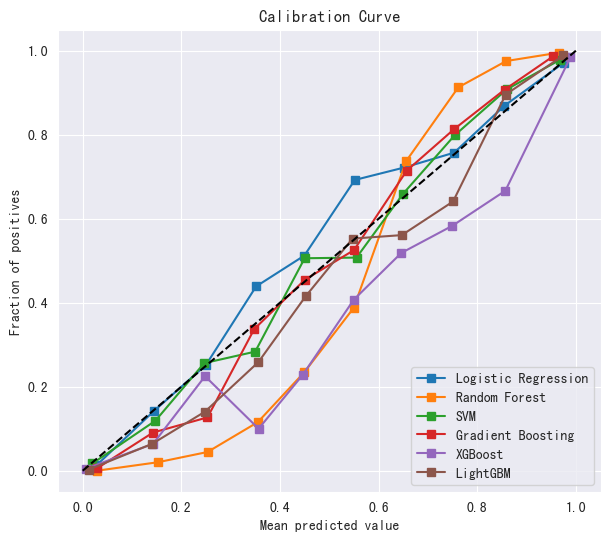 Calibration Curve
1.0
0.8
0.6
0.4
0.2
0.0
Fraction of positives
Logistic Regression
Random Forest
SVM
Gradient Boosting
XGBoost
LightGBM
0.0 0.2 0.4 0.6 0.8 1.0
Mean predicted value